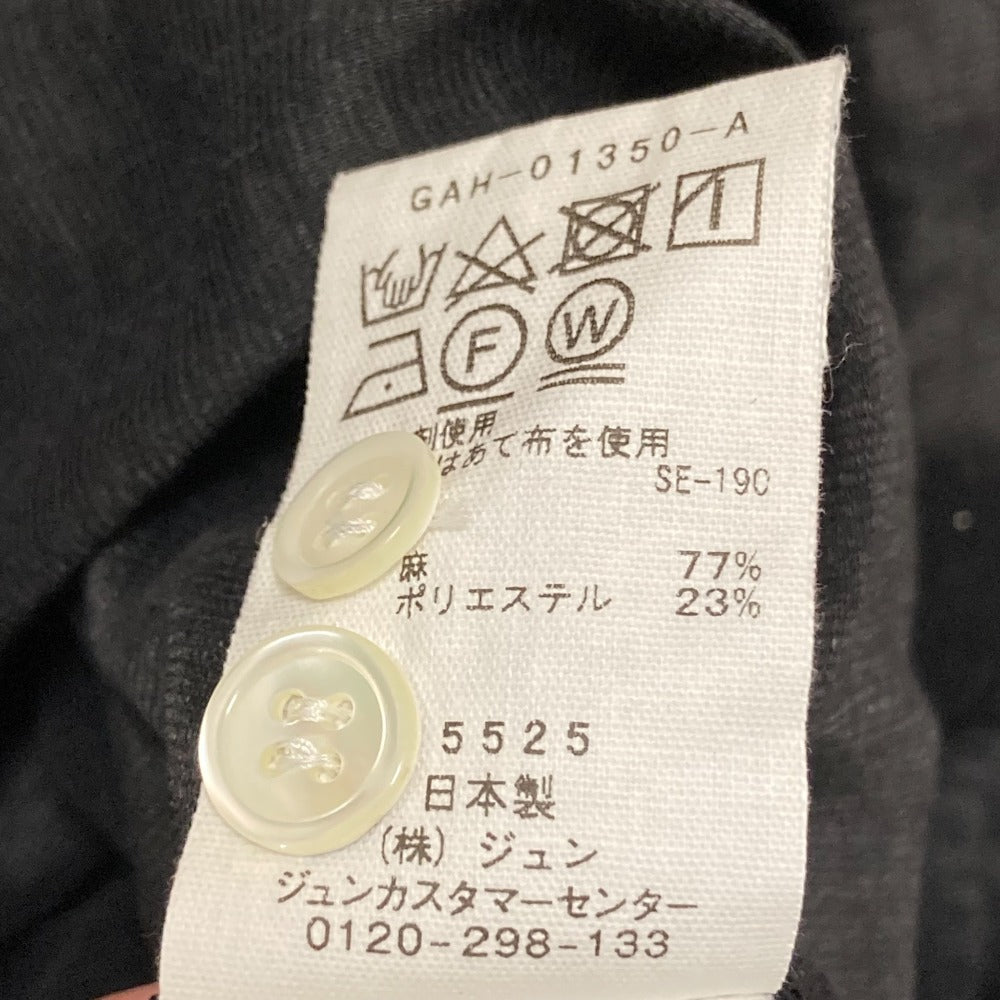 GAH-01350-A
F W
剤使用
はあて布を使用
SE-190
麻 77%
ポリエステル 23%
5525
日本製
(株) ジュン
ジュンカスタマーセンター
0120-298-133